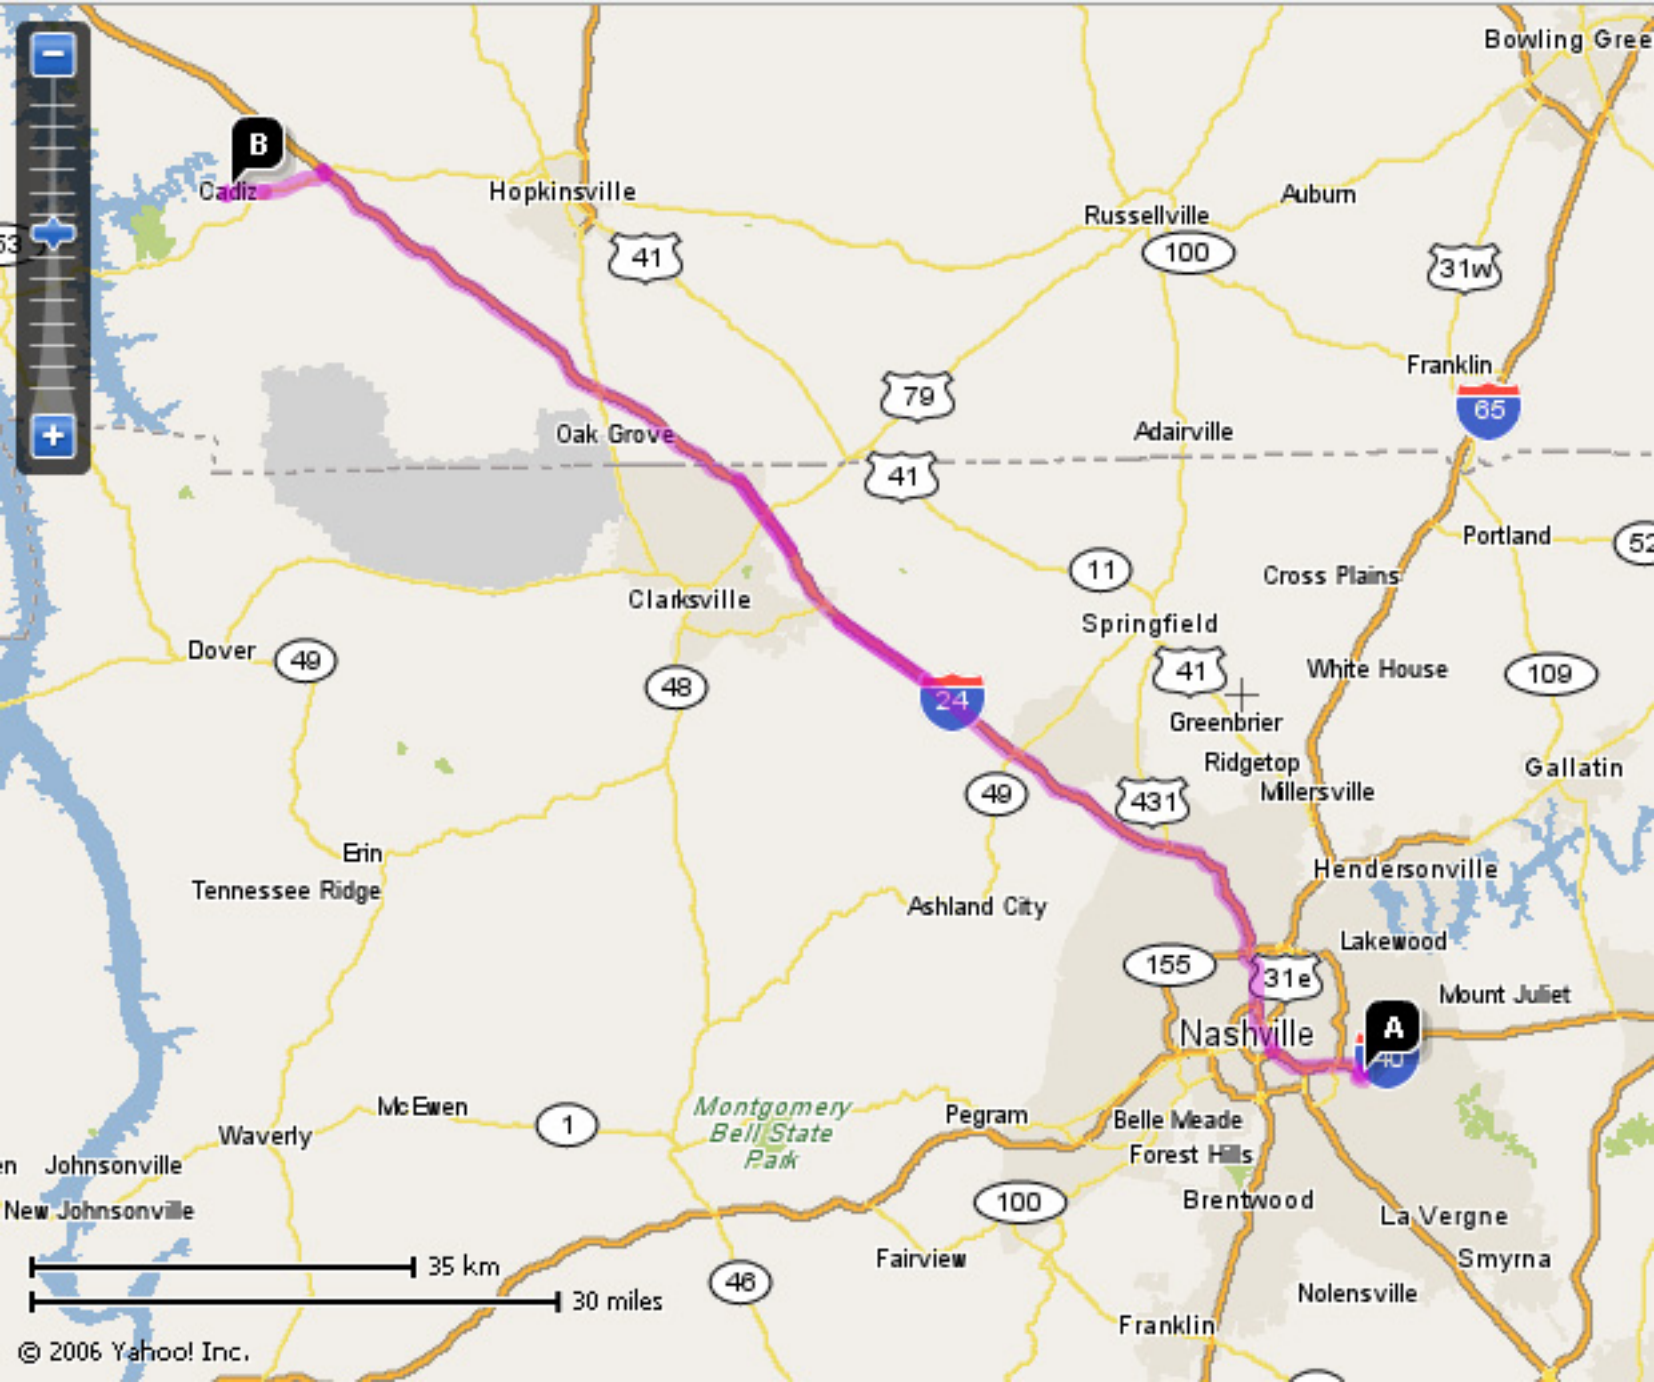 Bowling Gree
B
Cadiz
Hopkinsville
Auburn
Russellville
53
41
100
31w
Franklin
79
65
Oak Grove
Adairville
41
Portland
52
11
Cross Plains
Clarksville
Springfield
Dover
49
41
White House
109
48
24
Greenbrier
Ridgetop
Gallatin
49
431
Millersville
Erin
Hendersonville
Tennessee Ridge
Ashland City
Lakewood
155
31e
Mount Juliet
Nashville
A
40
McEwen
Montgomery
Bell State
Park
Pegram
1
Belle Meade
Waverly
Forest Hills
en
Johnsonville
100
Brentwood
New Johnsonville
La Vergne
35 km
Fairview
Smyrna
46
30 miles
Nolensville
Franklin
© 2006 Yahoo! Inc.